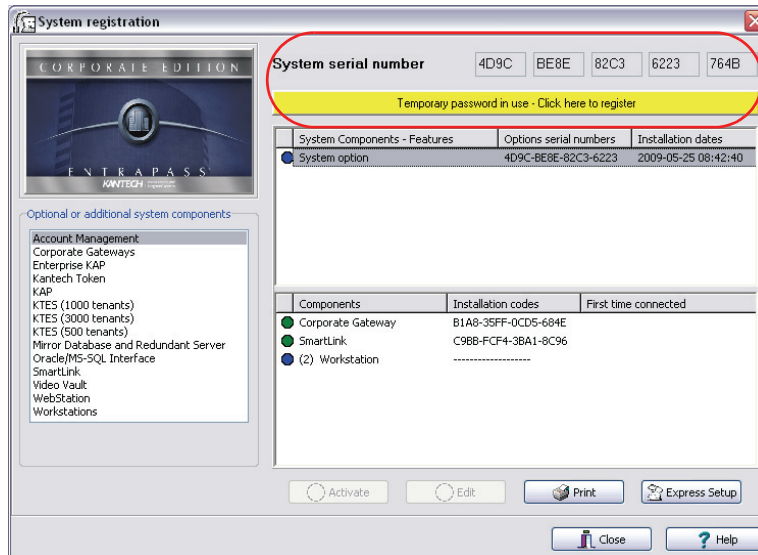 System registration
CORPORATE EDITION
ENTRAPASS
KANTECH
System serial number 4D9C BE8E 82C3 6223 764B
Temporary password in use - Click here to register
System Components - Features Options serial numbers Installation dates
System option 4D9C-BE8E-82C3-6223 2009-05-25 08:42:40
Optional or additional system components
Account Management
Corporate Gateways
Enterprise KAP
Kantech Token
KAP
KTES (1000 tenants)
KTES (3000 tenants)
KTES (500 tenants)
Mirror Database and Redundant Server
Oracle/MS-SQL Interface
SmartLink
Video Vault
WebStation
Workstations
Components Installation codes First time connected
Corporate Gateway B1A8-35FF-0CD5-684E
SmartLink C9BB-FCF4-3BA1-8C96
(2) Workstation -------------------
Activate
Edit
Print
Express Setup
Close
Help